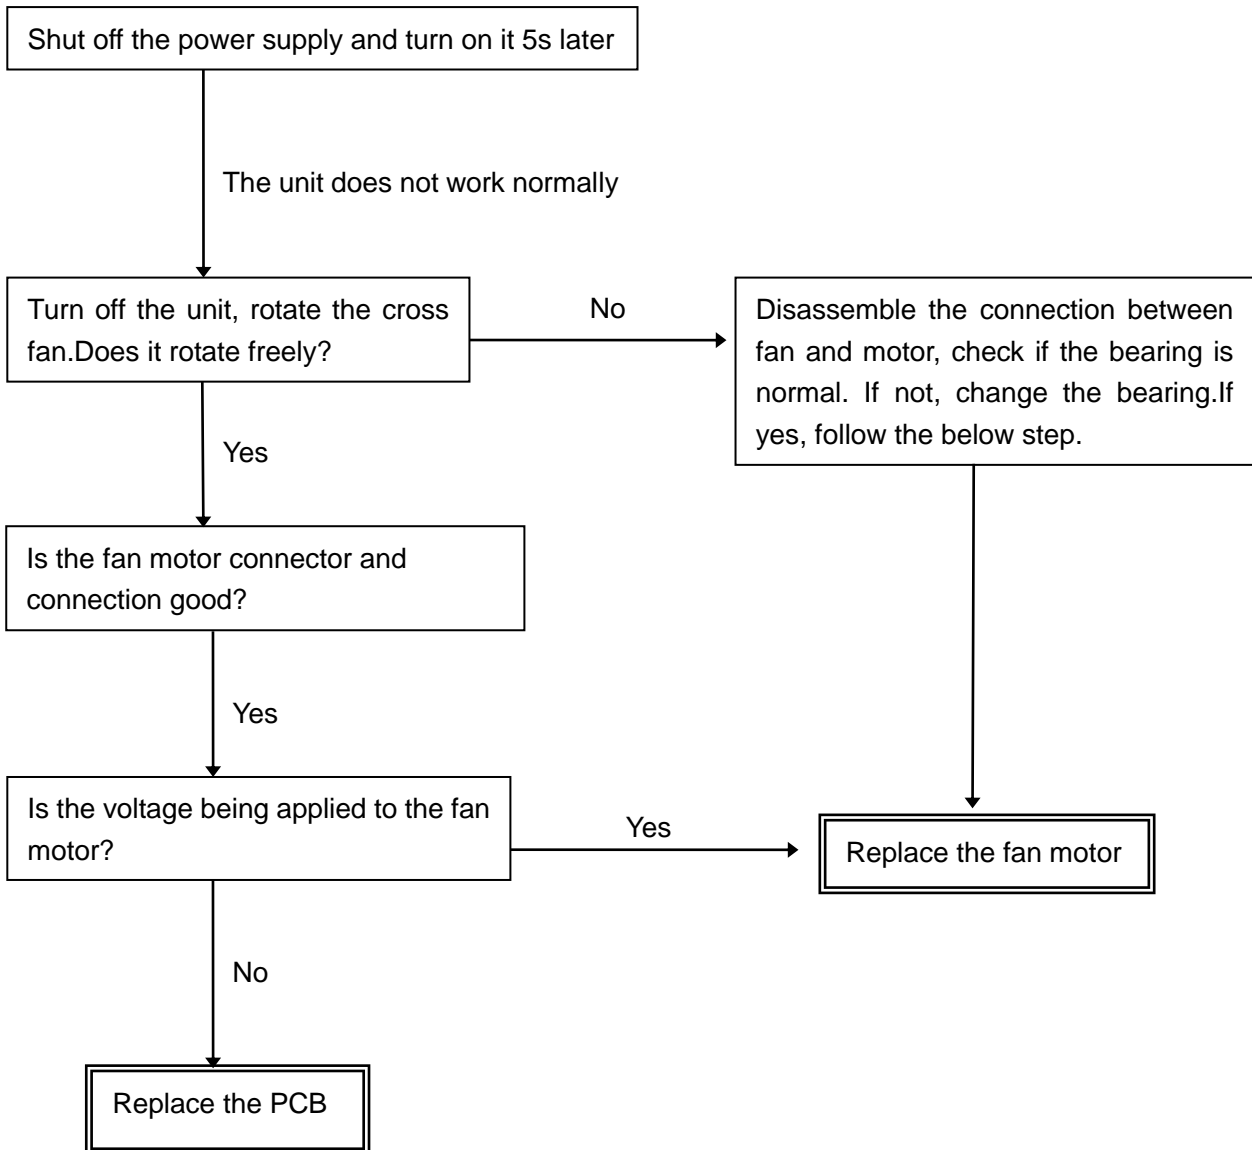 Shut off the power supply and turn on it 5s later
The unit does not work normally
Turn off the unit, rotate the cross
fan.Does it rotate freely?
No
Disassemble the connection between
fan and motor, check if the bearing is
normal. If not, change the bearing.If
yes, follow the below step.
Yes
Is the fan motor connector and
connection good?
Yes
Is the voltage being applied to the fan
motor?
Yes
Replace the fan motor
No
Replace the PCB